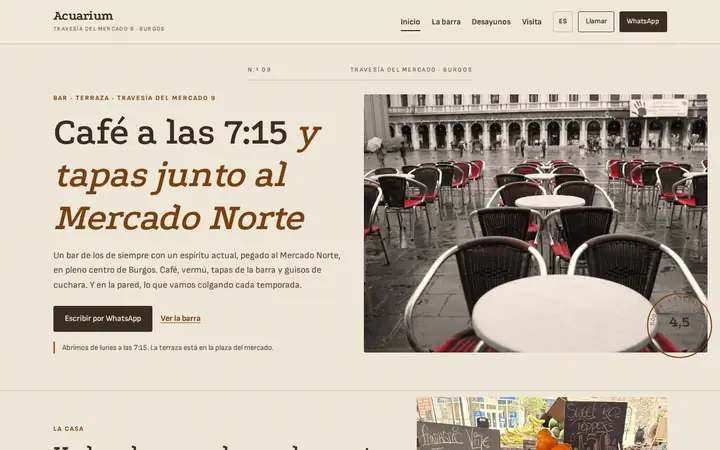 Acuarium
TRAVESÍA DEL MERCADO 9 · BURGOS
Inicio
La barra
Desayunos
Visita
ES
Llamar
WhatsApp
N.º 09
TRAVESÍA DEL MERCADO · BURGOS
BAR · TERRAZA · TRAVESÍA DEL MERCADO 9
Café a las 7:15 y
tapas junto al
Mercado Norte
Un bar de los de siempre con un espíritu actual, pegado al Mercado Norte,
en pleno centro de Burgos. Café, vermú, tapas de la barra y guisos de
cuchara. Y en la pared, lo que vamos colgando cada temporada.
Escribir por WhatsApp
Ver la barra
Abrimos de lunes a las 7:15. La terraza está en la plaza del mercado.
4,5
LA CASA